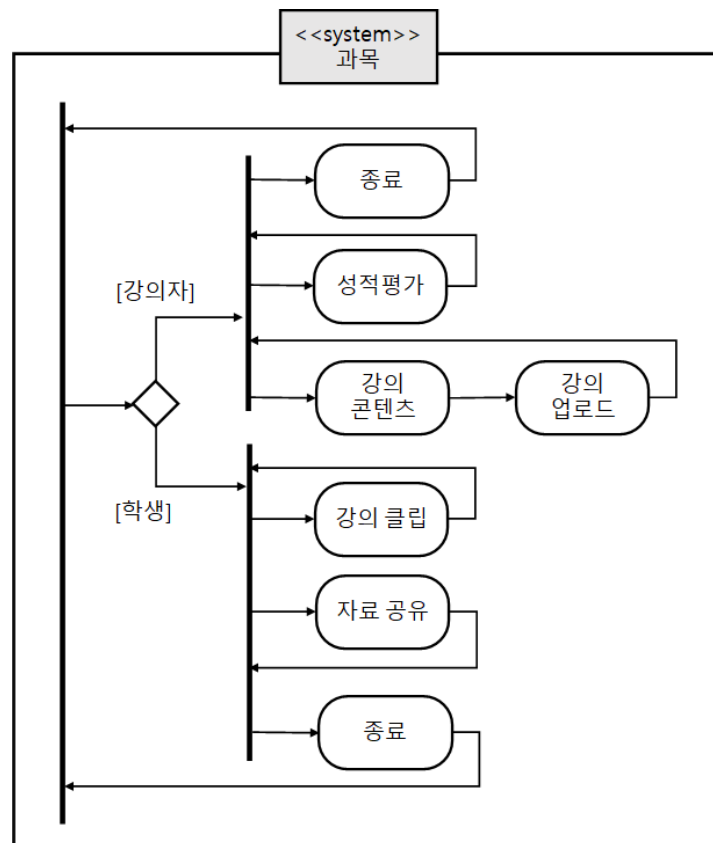 <<system>>
과목
종료
성적평가
[강의자]
강의
콘텐츠
강의
업로드
[학생]
강의 클립
자료 공유
종료